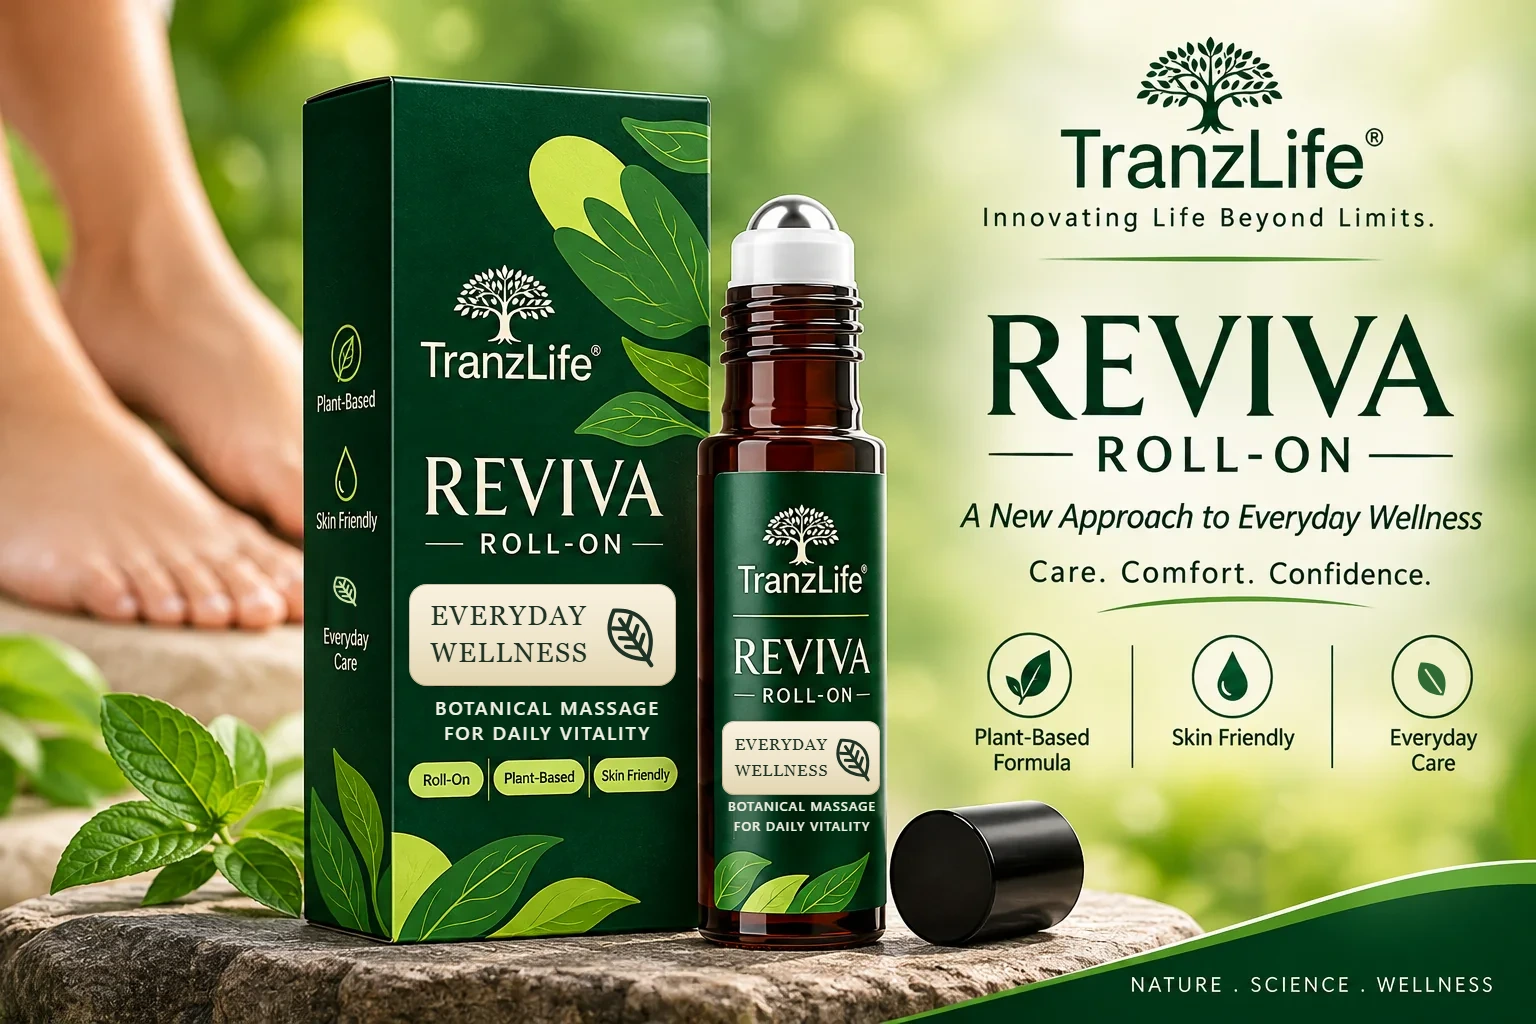 TranzLife®
Innovating Life Beyond Limits.
REVIVA
ROLL-ON
A New Approach to Everyday Wellness
Care. Comfort. Confidence.
Plant-Based
Formula
Skin Friendly
Everyday
Care
NATURE . SCIENCE . WELLNESS
Plant-Based
Skin Friendly
Everyday
Care
TranzLife®
REVIVA
ROLL-ON
EVERYDAY
WELLNESS
BOTANICAL MASSAGE
FOR DAILY VITALITY
Roll-On
Plant-Based
Skin Friendly
TranzLife®
REVIVA
ROLL-ON
EVERYDAY
WELLNESS
BOTANICAL MASSAGE
FOR DAILY VITALITY